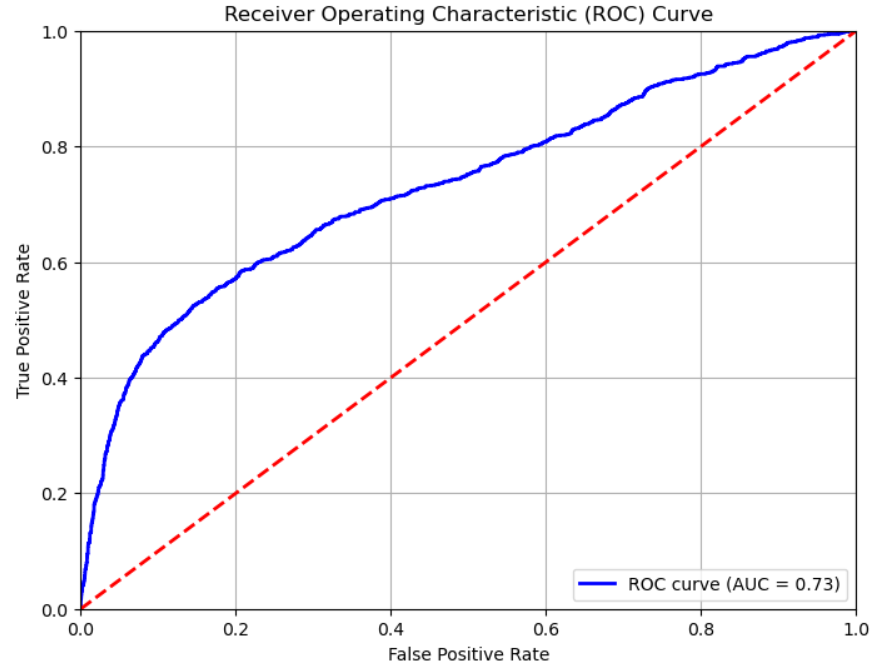 Receiver Operating Characteristic (ROC) Curve
True Positive Rate
1.0
0.8
0.6
0.4
0.2
0.0
ROC curve (AUC = 0.73)
0.0 0.2 0.4 0.6 0.8 1.0
False Positive Rate